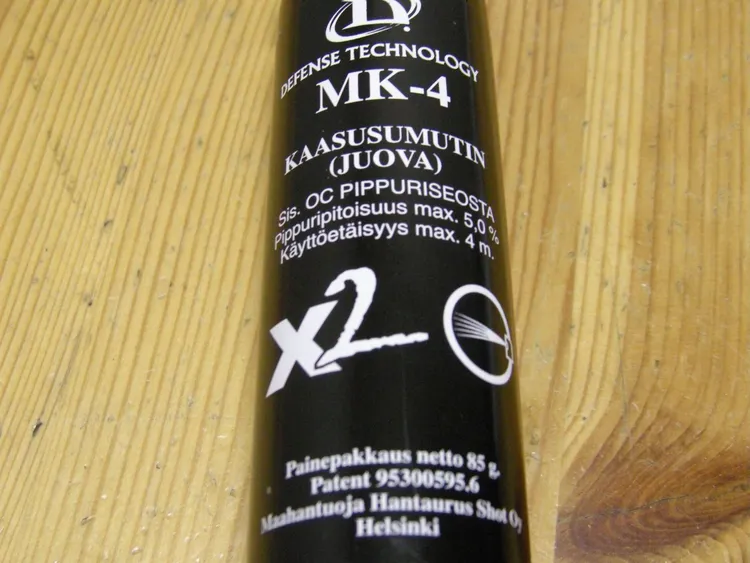 D
DEFENSE TECHNOLOGY
MK-4
KAASUSUMUTIN
(JUOVA)
Sis. OC PIPPURISEOSTA
Pippuripitoisuus max. 5,0 %
Käyttöetäisyys max. 4 m.
X2
Painepakkaus netto 85 g.
Patent 95300595.6
Maahantuoja Hantaurus Shot Oy
Helsinki